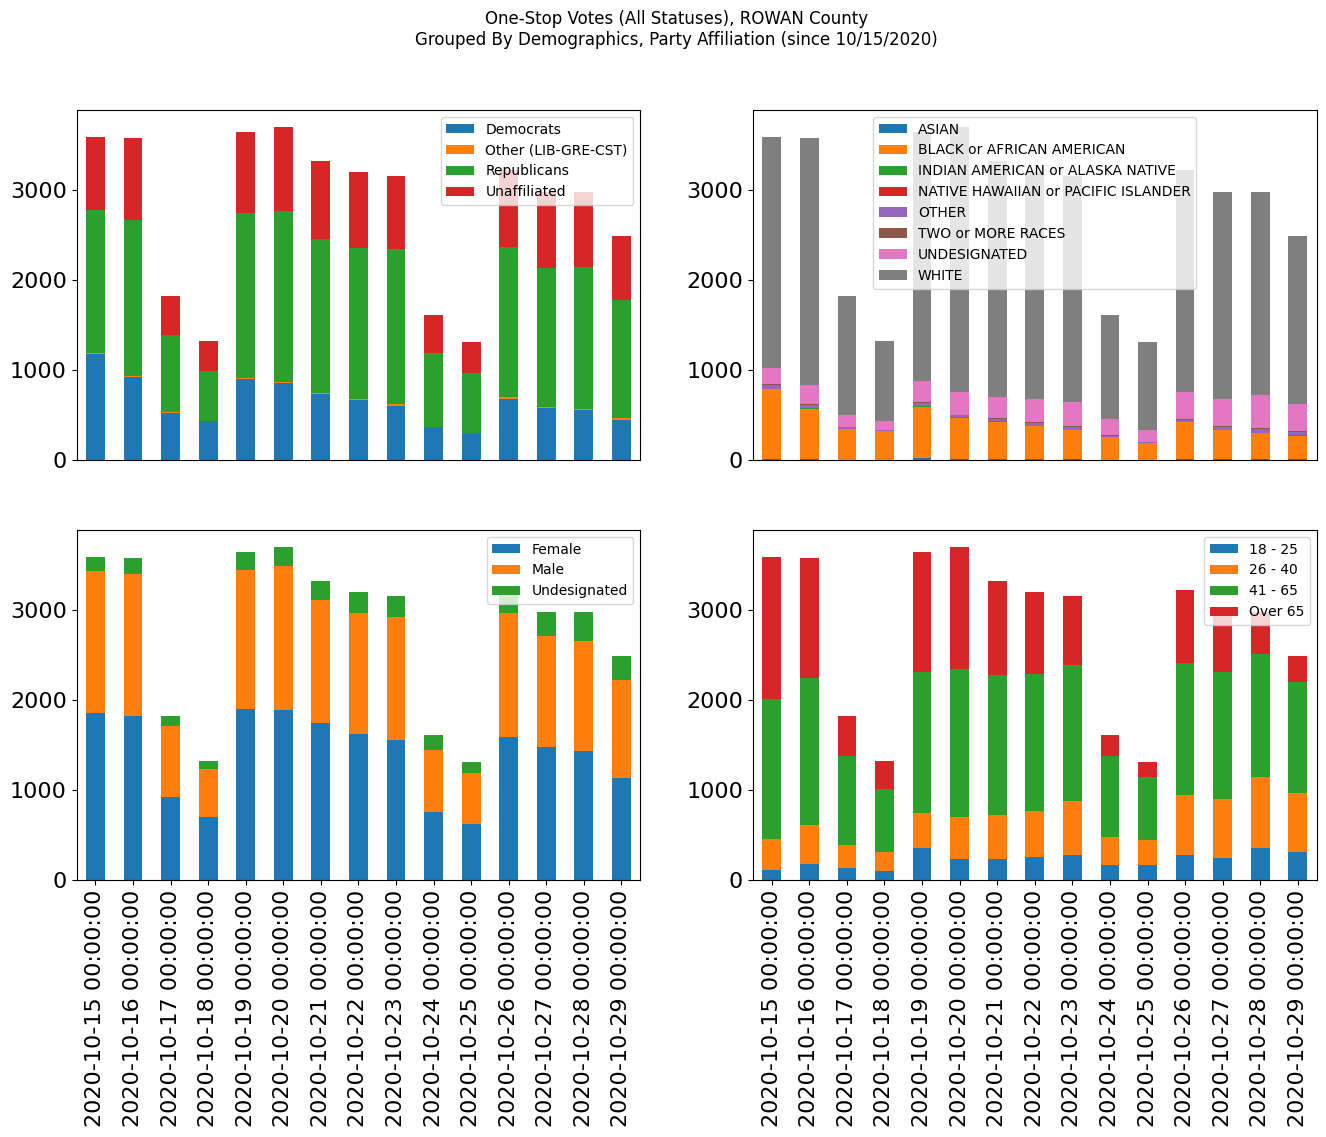 One-Stop Votes (All Statuses), ROWAN County
Grouped By Demographics, Party Affiliation (since 10/15/2020)
3000
2000
1000
0
Democrats
Other (LIB-GRE-CST)
Republicans
Unaffiliated
3000
2000
1000
0
ASIAN
BLACK or AFRICAN AMERICAN
INDIAN AMERICAN or ALASKA NATIVE
NATIVE HAWAIIAN or PACIFIC ISLANDER
OTHER
TWO or MORE RACES
UNDESIGNATED
WHITE
3000
2000
1000
0
Female
Male
Undesignated
2020-10-15 00:00:00
2020-10-16 00:00:00
2020-10-17 00:00:00
2020-10-18 00:00:00
2020-10-19 00:00:00
2020-10-20 00:00:00
2020-10-21 00:00:00
2020-10-22 00:00:00
2020-10-23 00:00:00
2020-10-24 00:00:00
2020-10-25 00:00:00
2020-10-26 00:00:00
2020-10-27 00:00:00
2020-10-28 00:00:00
2020-10-29 00:00:00
3000
2000
1000
0
18 - 25
26 - 40
41 - 65
Over 65
2020-10-15 00:00:00
2020-10-16 00:00:00
2020-10-17 00:00:00
2020-10-18 00:00:00
2020-10-19 00:00:00
2020-10-20 00:00:00
2020-10-21 00:00:00
2020-10-22 00:00:00
2020-10-23 00:00:00
2020-10-24 00:00:00
2020-10-25 00:00:00
2020-10-26 00:00:00
2020-10-27 00:00:00
2020-10-28 00:00:00
2020-10-29 00:00:00